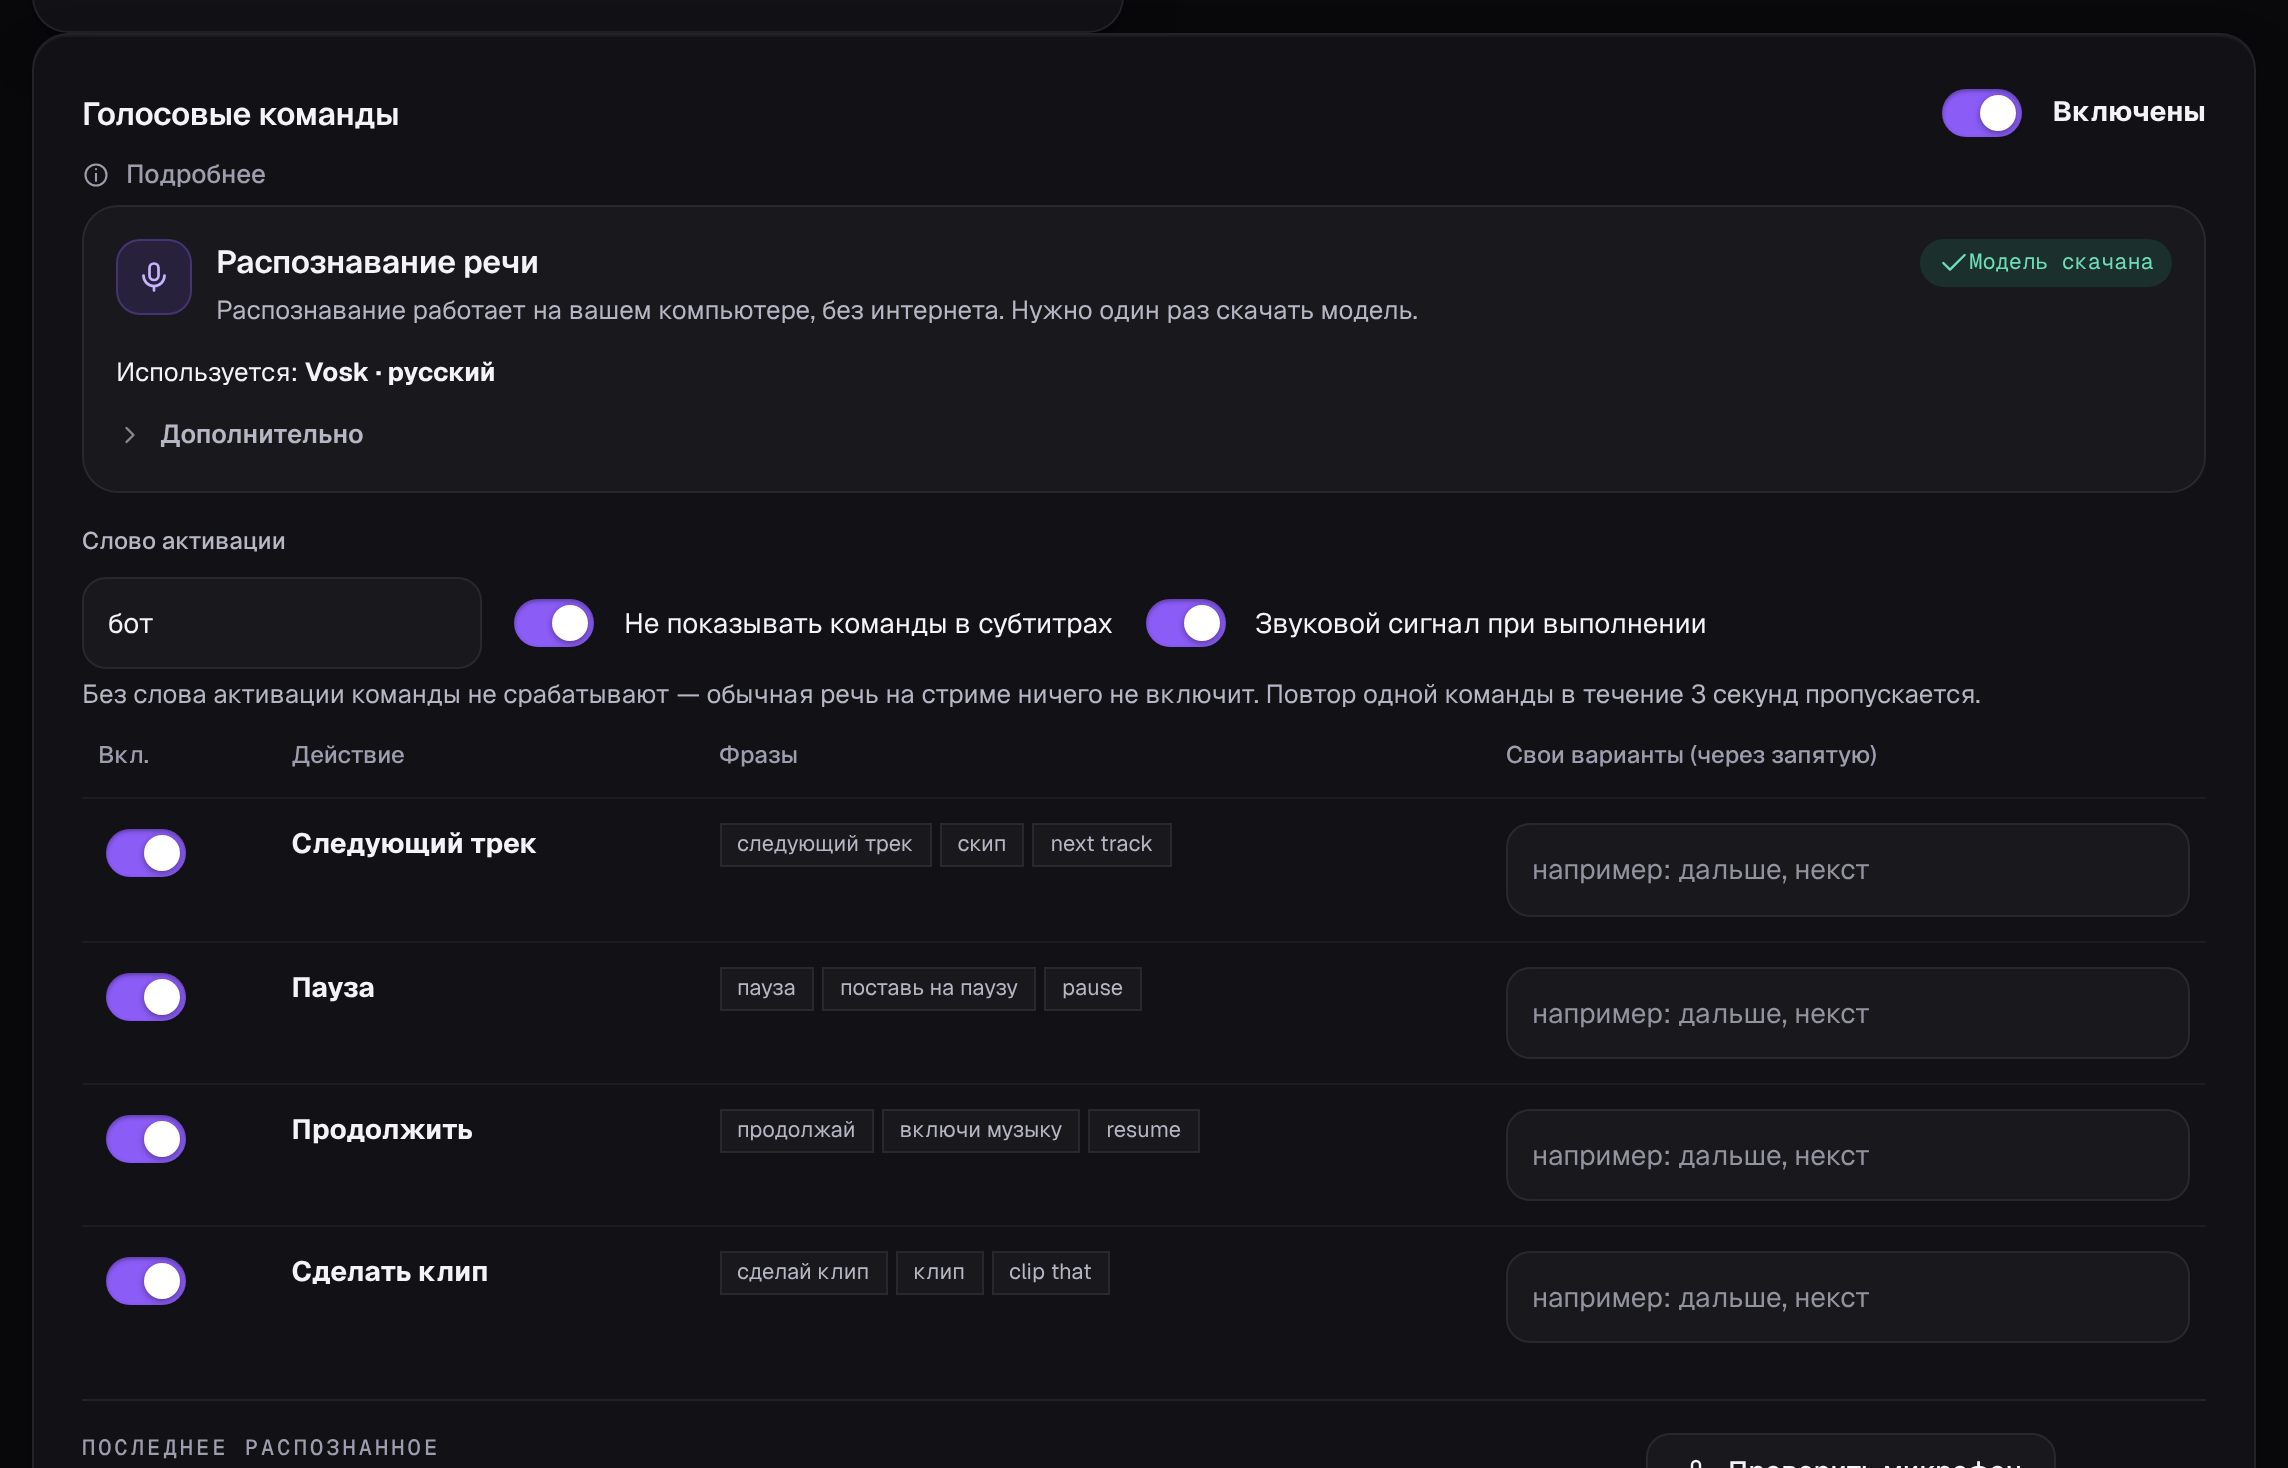 Голосовые команды
Включены
Подробнее
Распознавание речи
Модель скачана
Распознавание работает на вашем компьютере, без интернета. Нужно один раз скачать модель.
Используется: Vosk · русский
Дополнительно
Слово активации
бот
Не показывать команды в субтитрах
Звуковой сигнал при выполнении
Без слова активации команды не срабатывают — обычная речь на стриме ничего не включит. Повтор одной команды в течение 3 секунд пропускается.
Вкл. Действие Фразы Свои варианты (через запятую)
Следующий трек следующий трек скип next track например: дальше, некст
Пауза пауза поставь на паузу pause например: дальше, некст
Продолжить продолжай включи музыку resume например: дальше, некст
Сделать клип сделай клип клип clip that например: дальше, некст
ПОСЛЕДНЕЕ РАСПОЗНАННОЕ
Проверить микрофон